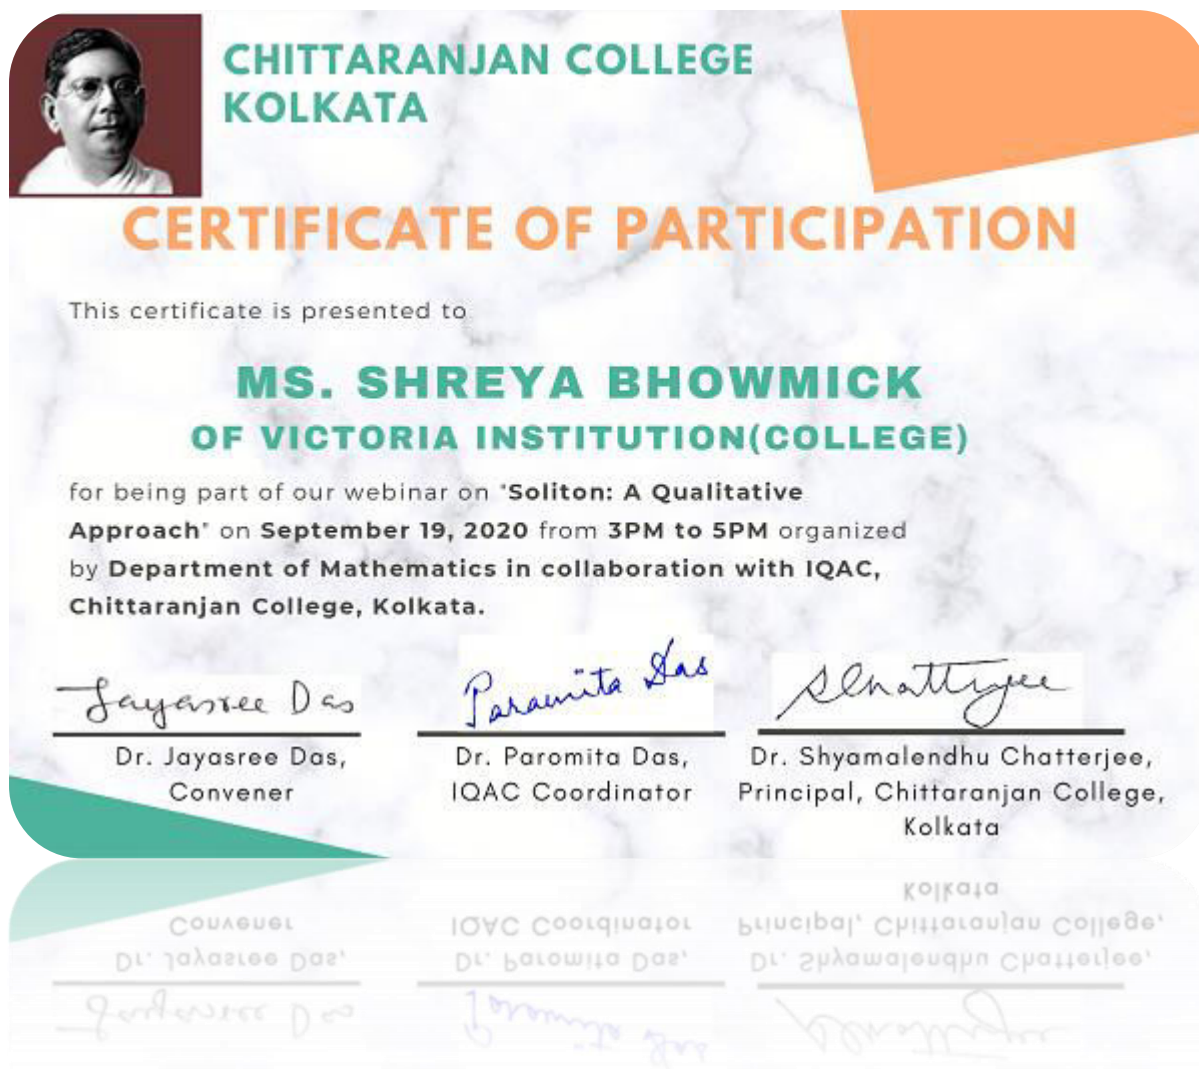 CHITTARANJAN COLLEGE
KOLKATA
CERTIFICATE OF PARTICIPATION
This certificate is presented to
MS. SHREYA BHOWMICK
OF VICTORIA INSTITUTION(COLLEGE)
for being part of our webinar on "Soliton: A Qualitative
Approach" on September 19, 2020 from 3PM to 5PM organized
by Department of Mathematics in collaboration with IQAC,
Chittaranjan College, Kolkata.
Jayasree Das
Paramita Das
SChatterjee
Dr. Jayasree Das,
Convener
Dr. Paromita Das,
IQAC Coordinator
Dr. Shyamalendhu Chatterjee,
Principal, Chittaranjan College,
Kolkata